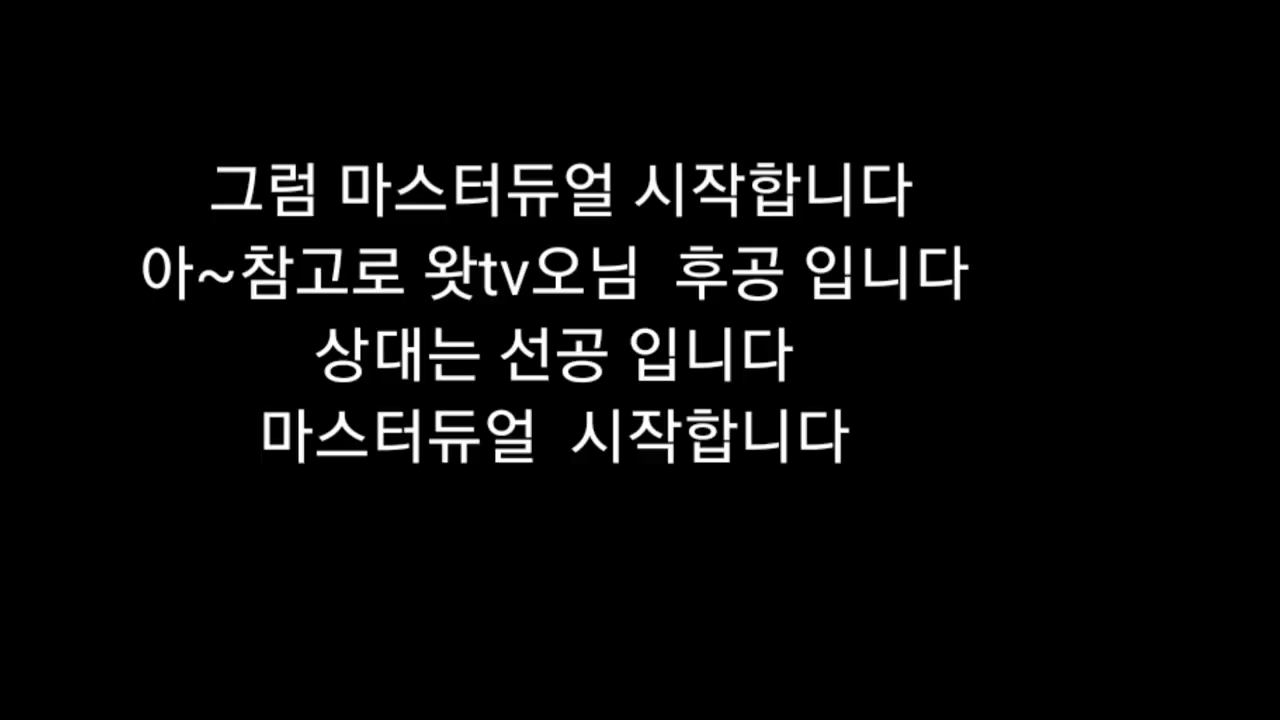 그럼 마스터듀얼 시작합니다
아~참고로 왓tv오님 후공 입니다
상대는 선공 입니다
마스터듀얼 시작합니다